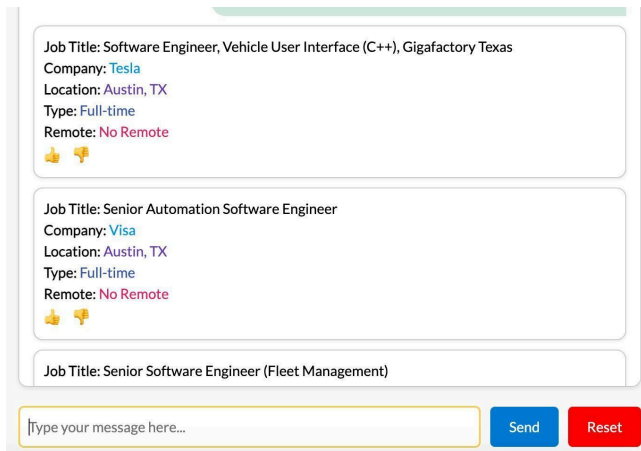 Job Title: Software Engineer, Vehicle User Interface (C++), Gigafactory Texas
Company: Tesla
Location: Austin, TX
Type: Full-time
Remote: No Remote
Job Title: Senior Automation Software Engineer
Company: Visa
Location: Austin, TX
Type: Full-time
Remote: No Remote
Job Title: Senior Software Engineer (Fleet Management)
Type your message here... Send Reset